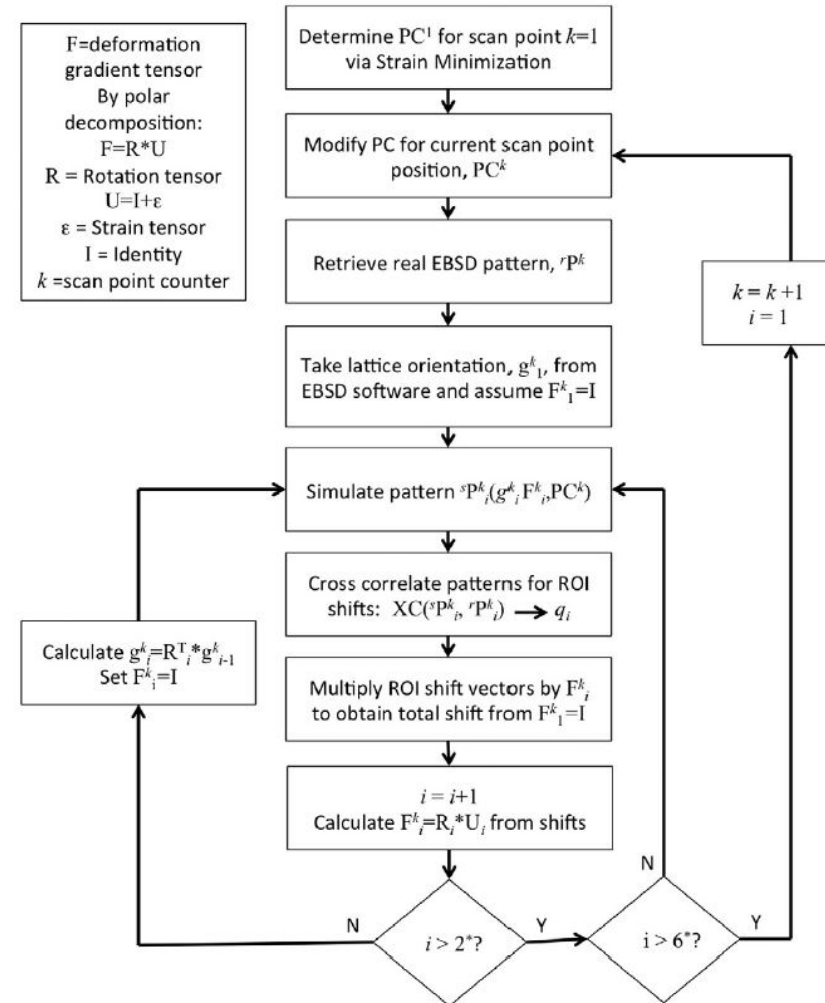 F=deformation
gradient tensor
By polar
decomposition:
F=R*U
R = Rotation tensor
U=I+ε
ε = Strain tensor
I = Identity
k =scan point counter
Determine PC¹ for scan point k=1
via Strain Minimization
Modify PC for current scan point
position, PCᵏ
Retrieve real EBSD pattern, ʳPᵏ
Take lattice orientation, gᵏ₁, from
EBSD software and assume Fᵏ₁=I
Simulate pattern ˢPᵏᵢ(gᵏᵢFᵏᵢ,PCᵏ)
Cross correlate patterns for ROI
shifts: XC(ˢPᵏᵢ, ʳPᵏᵢ) → qᵢ
Multiply ROI shift vectors by Fᵏᵢ
to obtain total shift from Fᵏ₁=I
i = i+1
Calculate Fᵏᵢ=Rᵢ*Uᵢ from shifts
Calculate gᵏᵢ=Rᵀᵢ*gᵏᵢ₋₁
Set Fᵏᵢ=I
k = k +1
i = 1
N
i > 2*?
Y
N
i > 6*?
Y